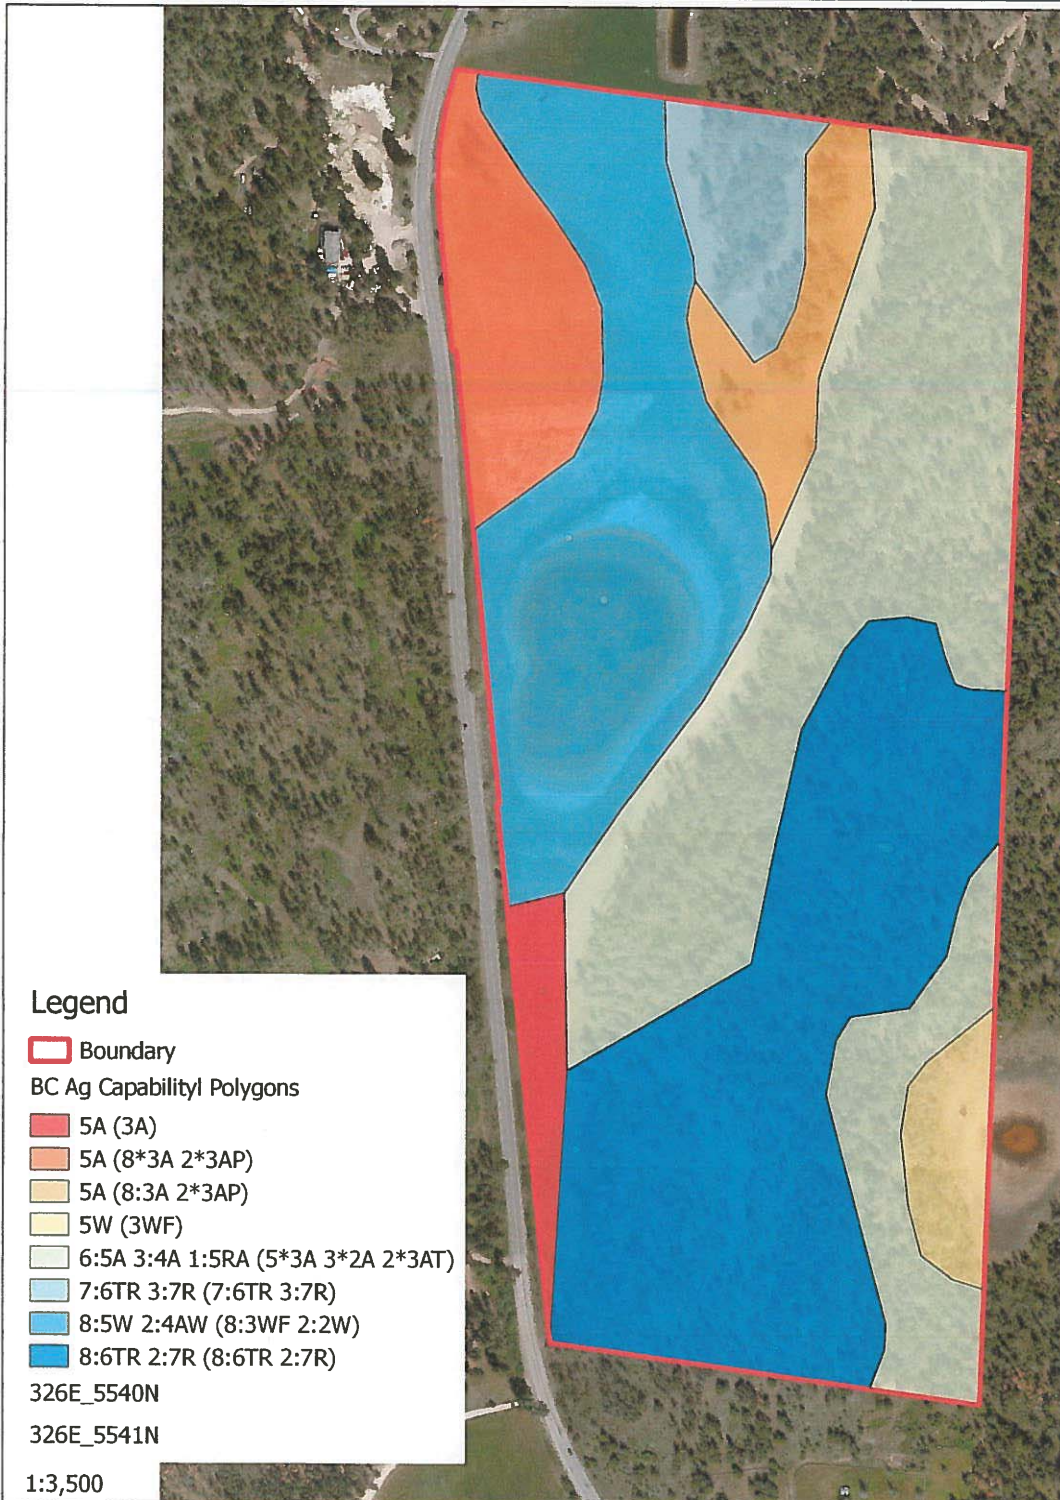 Legend
Boundary
BC Ag Capabilityl Polygons
5A (3A)
5A (8*3A 2*3AP)
5A (8:3A 2*3AP)
5W (3WF)
6:5A 3:4A 1:5RA (5*3A 3*2A 2*3AT)
7:6TR 3:7R (7:6TR 3:7R)
8:5W 2:4AW (8:3WF 2:2W)
8:6TR 2:7R (8:6TR 2:7R)
326E_5540N
326E_5541N
1:3,500